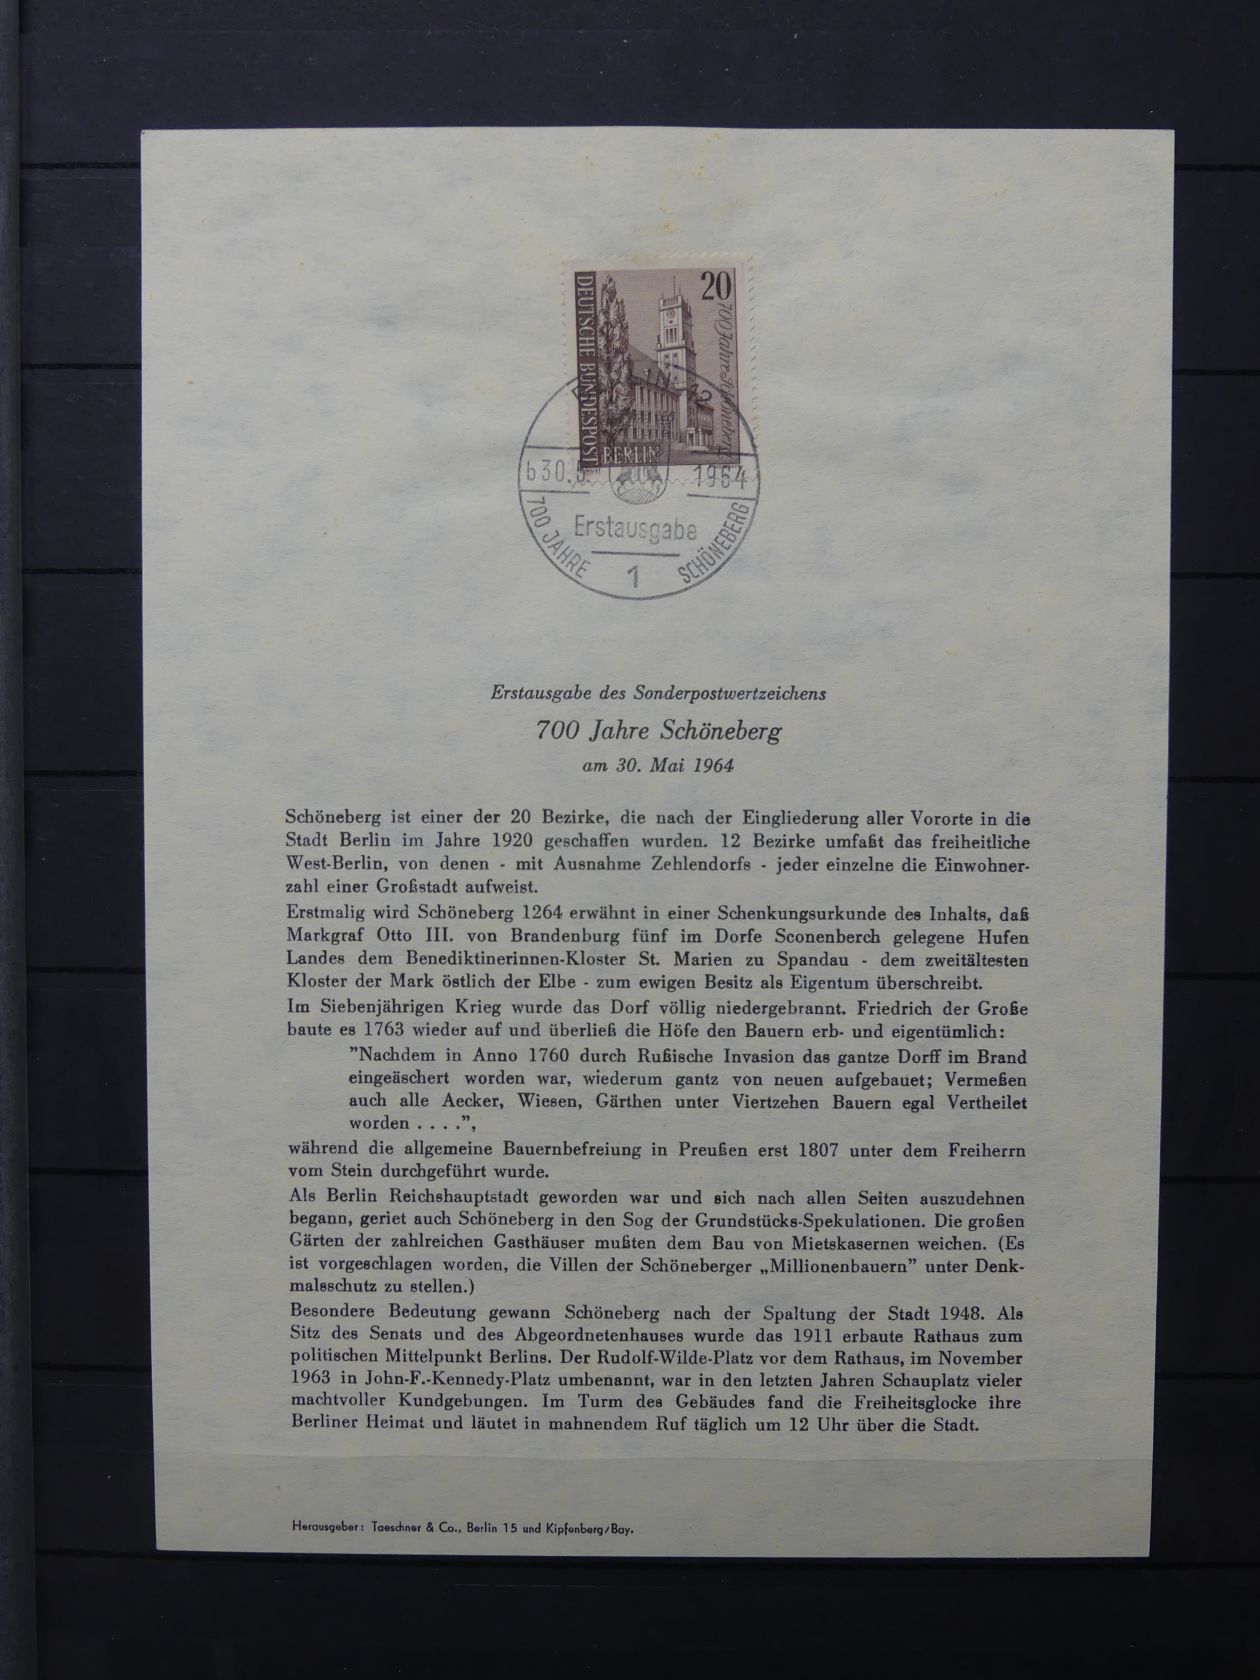 20
700 Jahre Schöneberg
DEUTSCHE BUNDESPOST
BERLIN
12
b30.5.
1964
Erstausgabe
700 JAHRE
SCHÖNEBERG
1
Erstausgabe des Sonderpostwertzeichens
700 Jahre Schöneberg
am 30. Mai 1964
Schöneberg ist einer der 20 Bezirke, die nach der Eingliederung aller Vororte in die
Stadt Berlin im Jahre 1920 geschaffen wurden. 12 Bezirke umfaßt das freiheitliche
West-Berlin, von denen - mit Ausnahme Zehlendorfs - jeder einzelne die Einwohner-
zahl einer Großstadt aufweist.
Erstmalig wird Schöneberg 1264 erwähnt in einer Schenkungsurkunde des Inhalts, daß
Markgraf Otto III. von Brandenburg fünf im Dorfe Sconenberch gelegene Hufen
Landes dem Benediktinerinnen-Kloster St. Marien zu Spandau - dem zweitältesten
Kloster der Mark östlich der Elbe - zum ewigen Besitz als Eigentum überschreibt.
Im Siebenjährigen Krieg wurde das Dorf völlig niedergebrannt. Friedrich der Große
baute es 1763 wieder auf und überließ die Höfe den Bauern erb- und eigentümlich:
"Nachdem in Anno 1760 durch Rußische Invasion das gantze Dorff im Brand
eingeäschert worden war, wiederum gantz von neuen aufgebauet; Vermeßen
auch alle Aecker, Wiesen, Gärthen unter Viertzehen Bauern egal Vertheilet
worden . . . .",
während die allgemeine Bauernbefreiung in Preußen erst 1807 unter dem Freiherrn
vom Stein durchgeführt wurde.
Als Berlin Reichshauptstadt geworden war und sich nach allen Seiten auszudehnen
begann, geriet auch Schöneberg in den Sog der Grundstücks-Spekulationen. Die großen
Gärten der zahlreichen Gasthäuser mußten dem Bau von Mietskasernen weichen. (Es
ist vorgeschlagen worden, die Villen der Schöneberger „Millionenbauern" unter Denk-
malsschutz zu stellen.)
Besondere Bedeutung gewann Schöneberg nach der Spaltung der Stadt 1948. Als
Sitz des Senats und des Abgeordnetenhauses wurde das 1911 erbaute Rathaus zum
politischen Mittelpunkt Berlins. Der Rudolf-Wilde-Platz vor dem Rathaus, im November
1963 in John-F.-Kennedy-Platz umbenannt, war in den letzten Jahren Schauplatz vieler
machtvoller Kundgebungen. Im Turm des Gebäudes fand die Freiheitsglocke ihre
Berliner Heimat und läutet in mahnendem Ruf täglich um 12 Uhr über die Stadt.
Herausgeber: Taeschner & Co., Berlin 15 und Kipfenberg/Bay.